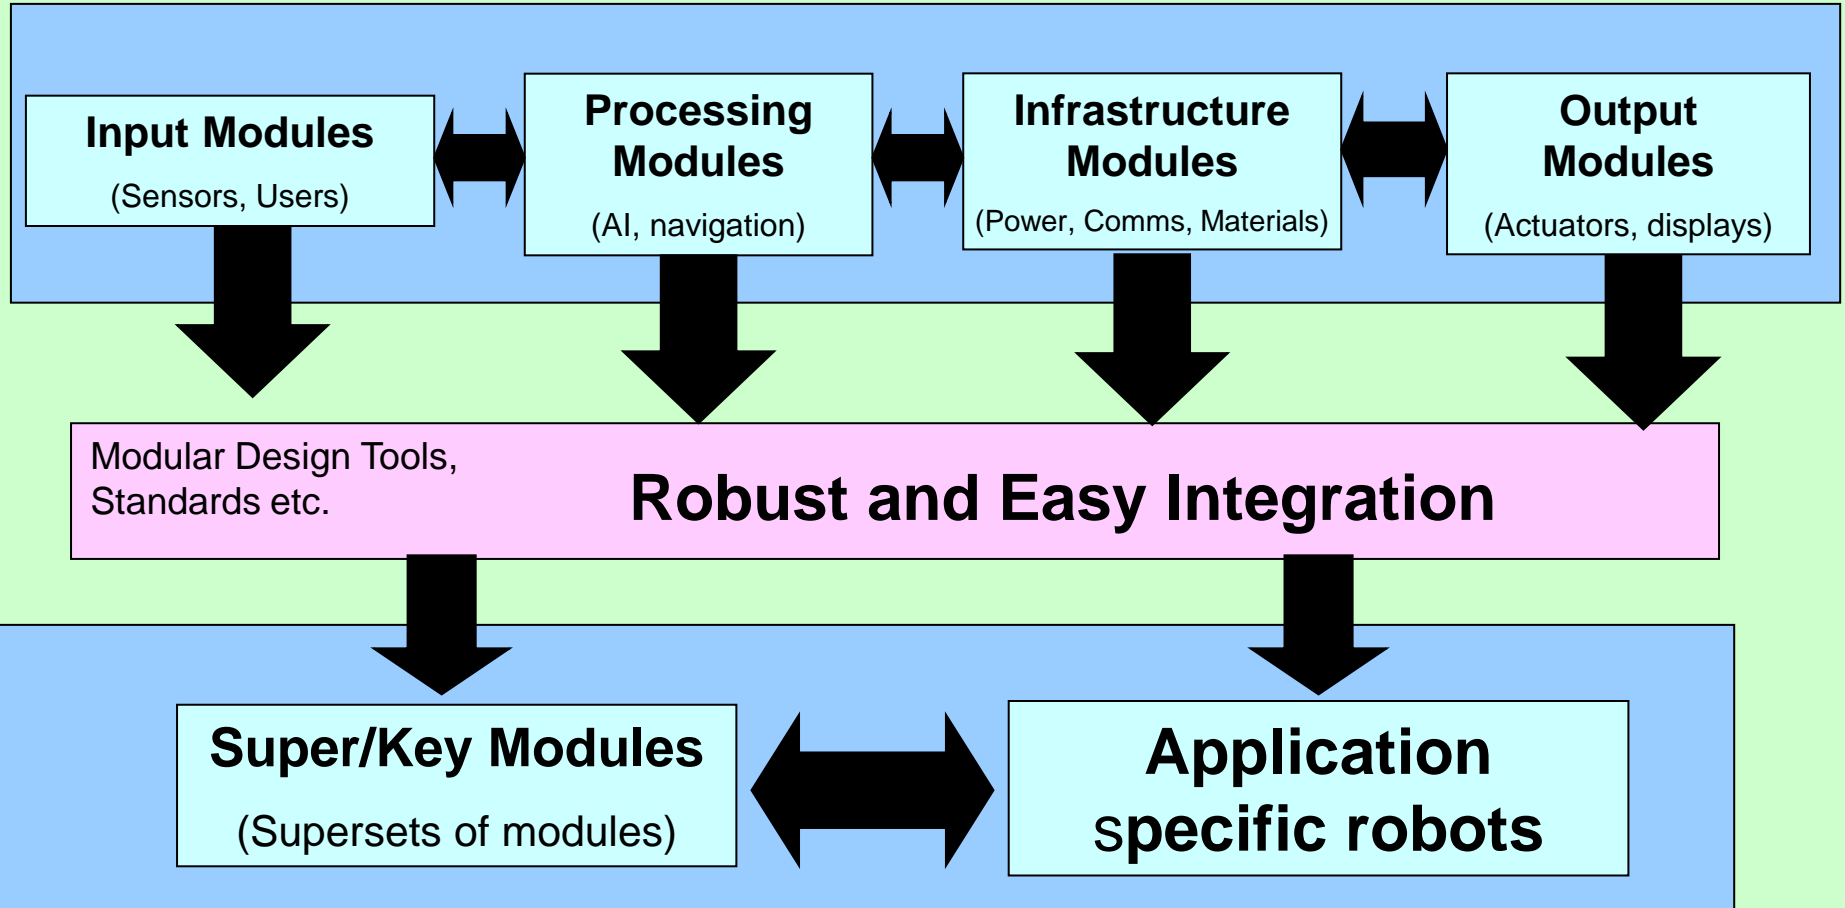 Input Modules
(Sensors, Users)
Processing
Modules
(AI, navigation)
Infrastructure
Modules
(Power, Comms, Materials)
Output
Modules
(Actuators, displays)
Modular Design Tools,
Standards etc.
Robust and Easy Integration
Super/Key Modules
(Supersets of modules)
Application
specific robots